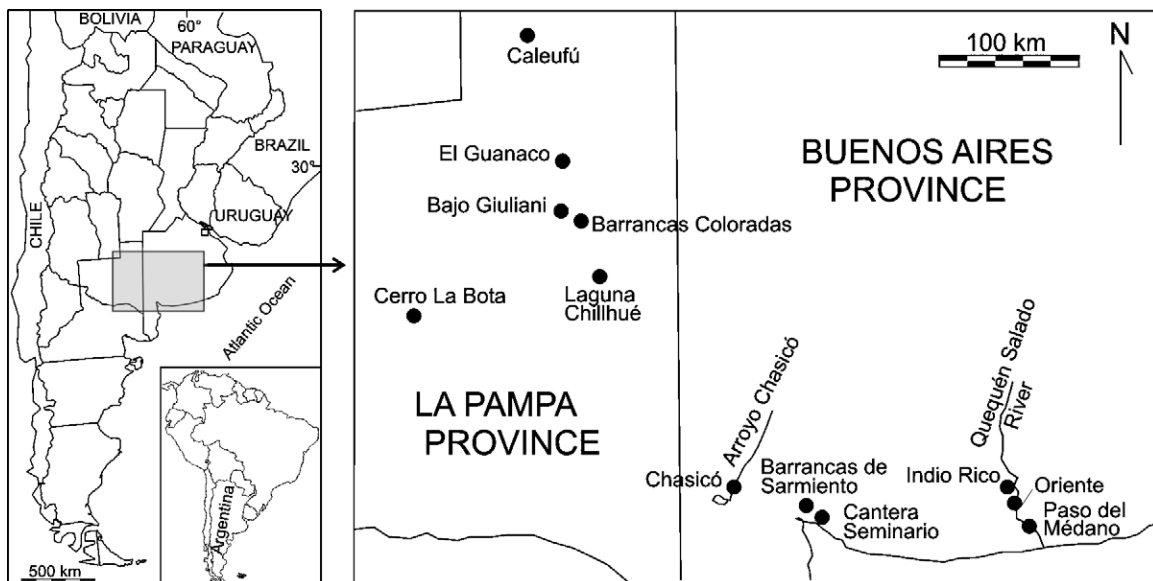 BOLIVIA
60°
PARAGUAY
BRAZIL
30°
URUGUAY
CHILE
Atlantic Ocean
Argentina
500 km
Caleufú
100 km
N
El Guanaco
BUENOS AIRES
PROVINCE
Bajo Giuliani
Barrancas Coloradas
Cerro La Bota
Laguna
Chillhué
LA PAMPA
PROVINCE
Arroyo Chasicó
Quequén Salado
River
Chasicó
Barrancas de
Sarmiento
Cantera
Seminario
Indio Rico
Oriente
Paso del
Médano